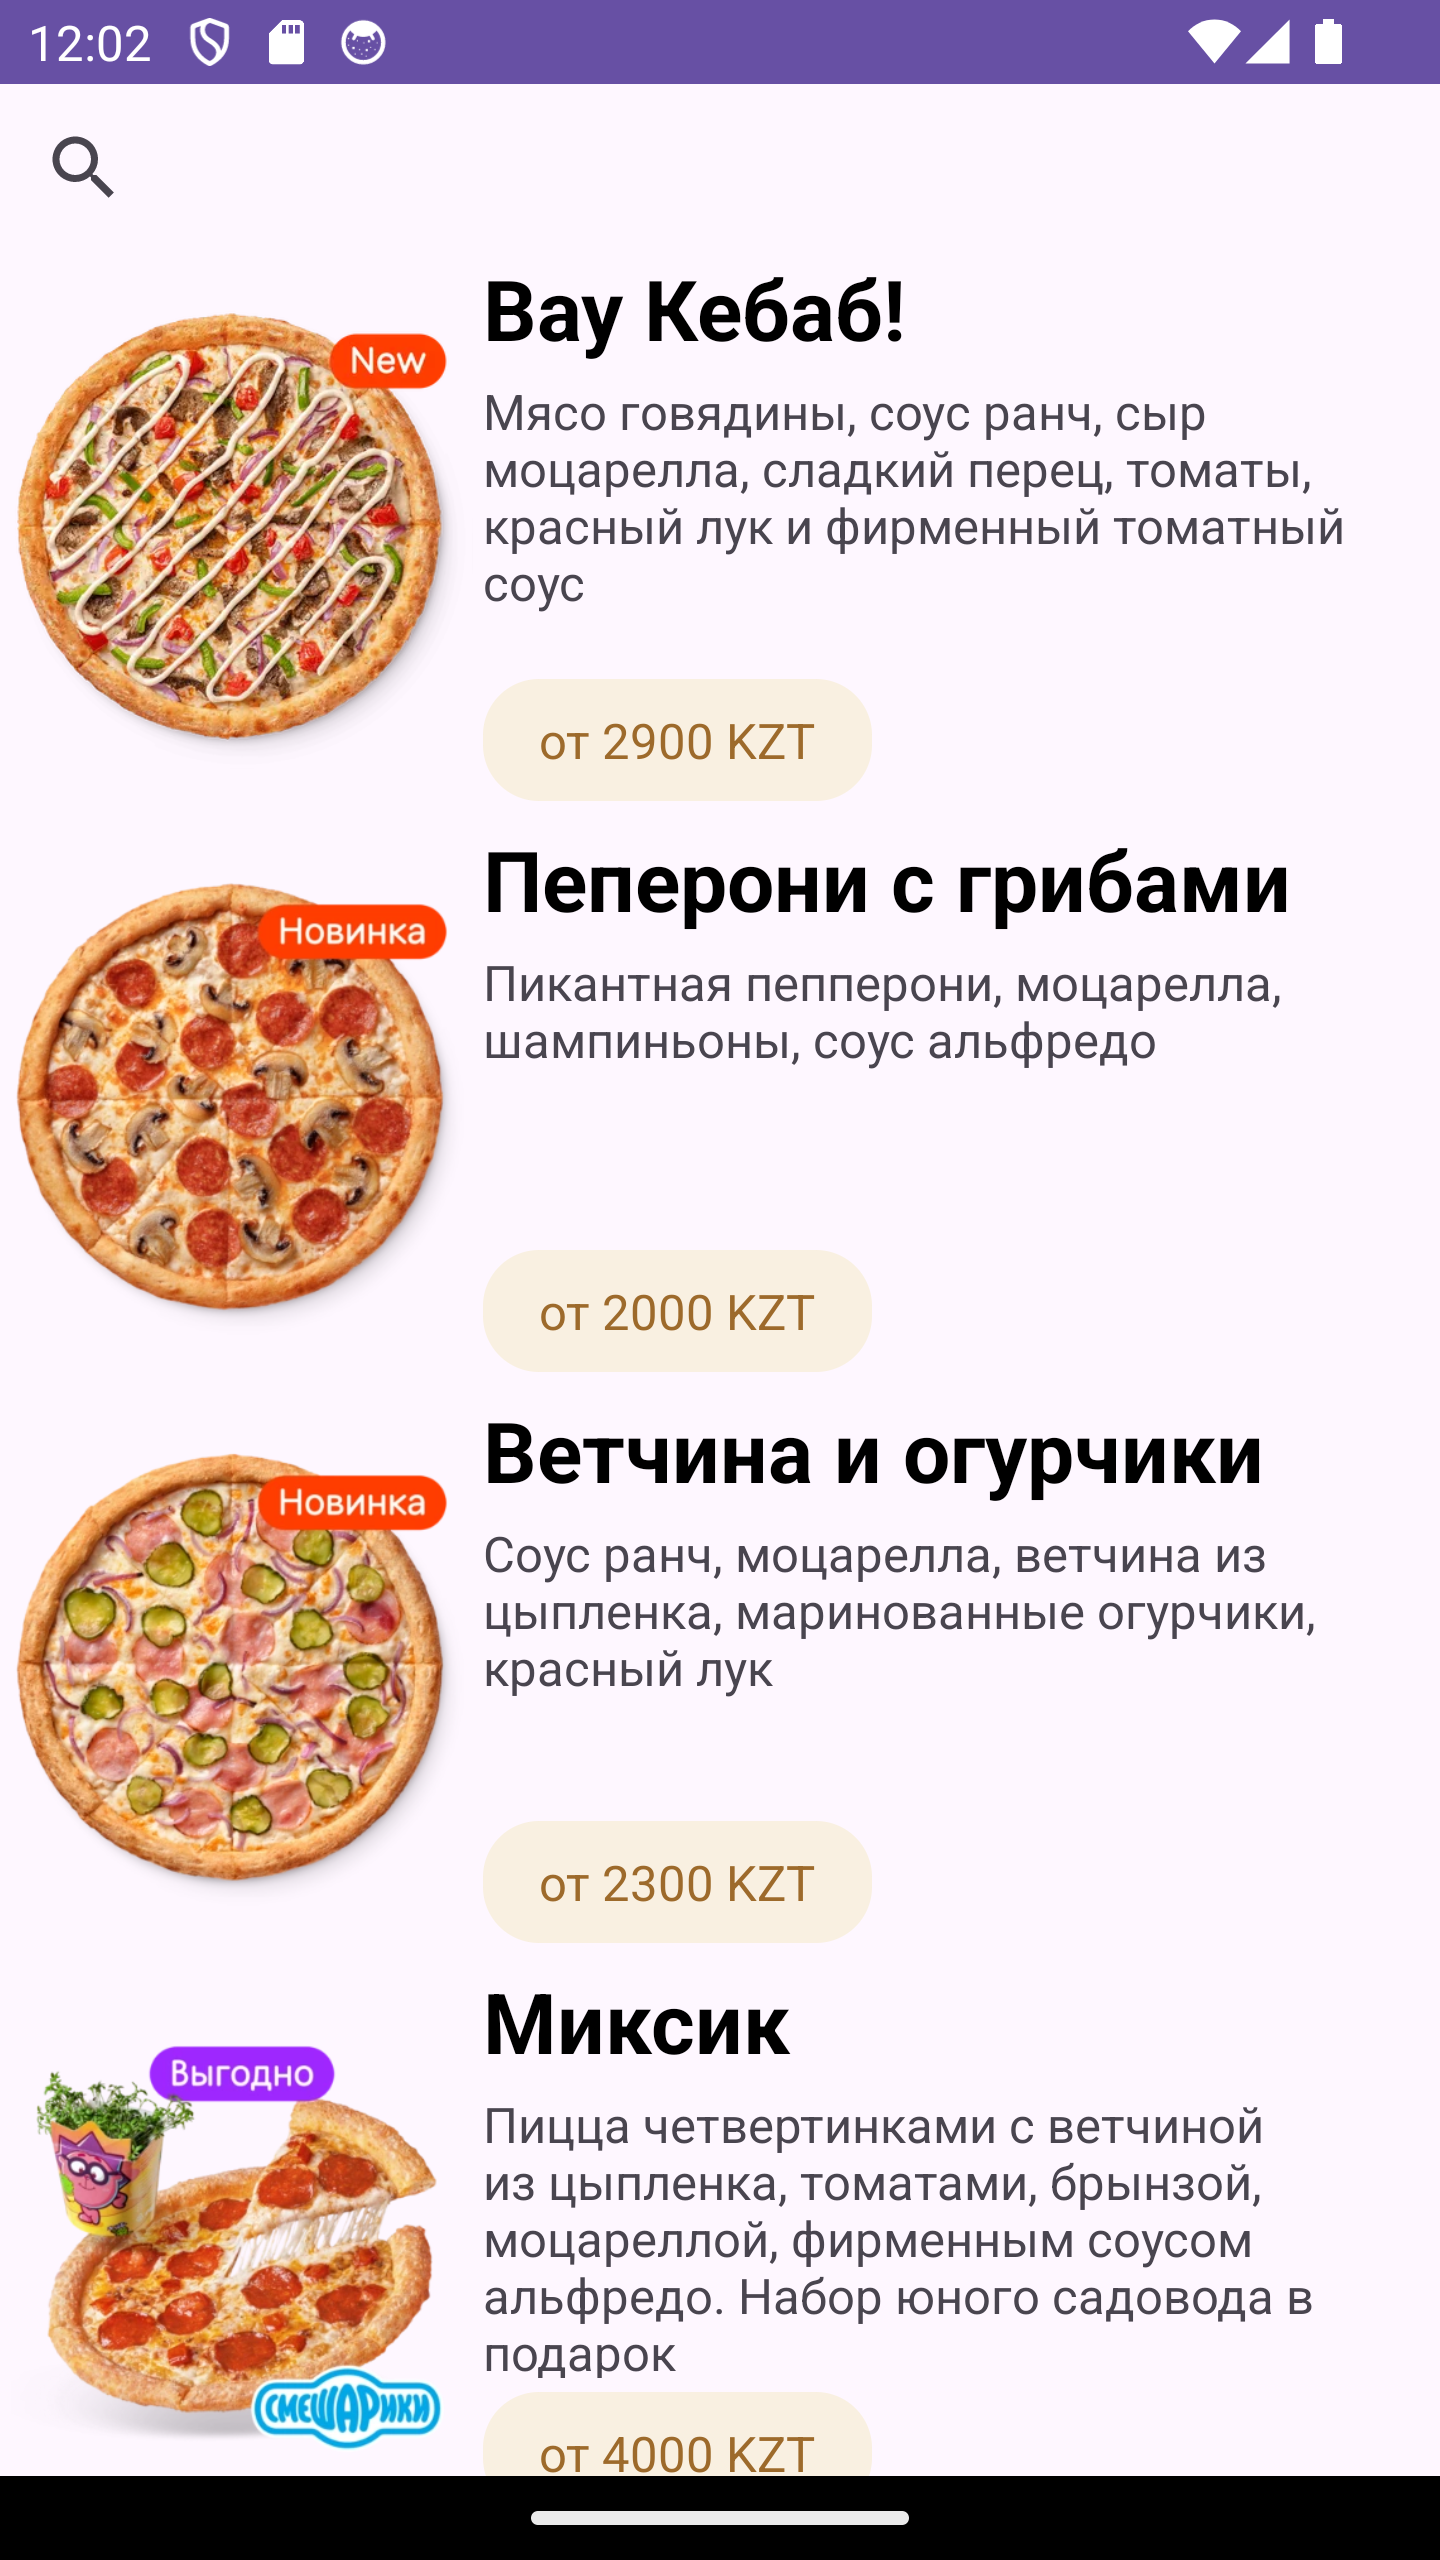 12:02
Вау Кебаб!
New
Мясо говядины, соус ранч, сыр
моцарелла, сладкий перец, томаты,
красный лук и фирменный томатный
соус
от 2900 KZT
Пеперони с грибами
Новинка
Пикантная пепперони, моцарелла,
шампиньоны, соус альфредо
от 2000 KZT
Ветчина и огурчики
Новинка
Соус ранч, моцарелла, ветчина из
цыпленка, маринованные огурчики,
красный лук
от 2300 KZT
Миксик
Выгодно
Пицца четвертинками с ветчиной
из цыпленка, томатами, брынзой,
моцареллой, фирменным соусом
альфредо. Набор юного садовода в
подарок
СМЕШАРИКИ
от 4000 KZT